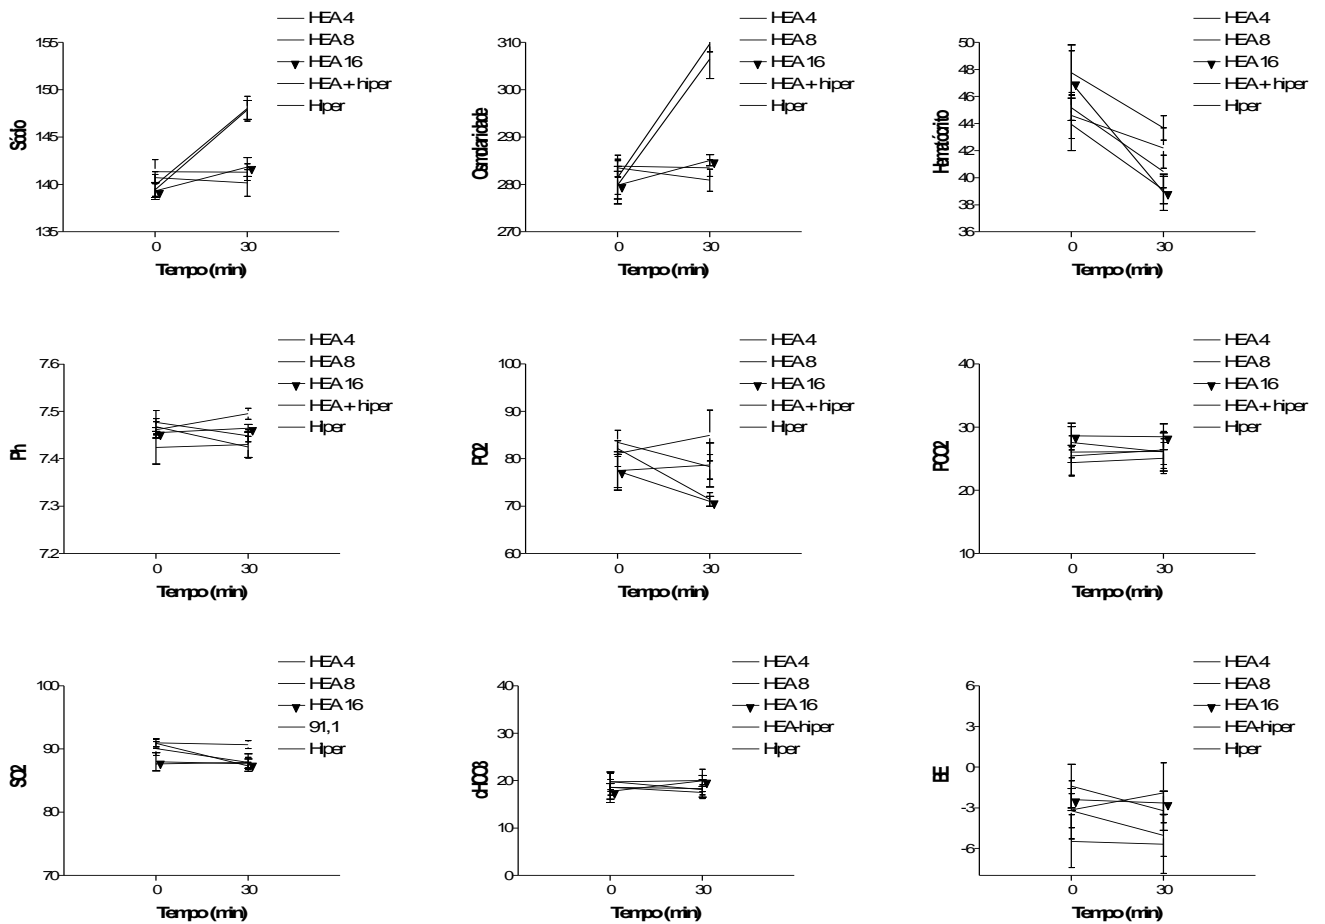 HEA 4
HEA 8
HEA 16
HEA + hiper
Hiper
155
150
145
140
135
Sódio
0
30
Tempo (min)
HEA 4
HEA 8
HEA 16
HEA + hiper
Hiper
310
300
290
280
270
Osmolaridade
0
30
Tempo (min)
HEA 4
HEA 8
HEA 16
HEA + hiper
Hiper
50
48
46
44
42
40
38
36
Hematócrito
0
30
Tempo (min)
HEA 4
HEA 8
HEA 16
HEA + hiper
Hiper
7.6
7.5
7.4
7.3
7.2
Ph
0
30
Tempo (min)
HEA 4
HEA 8
HEA 16
HEA + hiper
Hiper
100
90
80
70
60
PO2
0
30
Tempo (min)
HEA 4
HEA 8
HEA 16
HEA + hiper
Hiper
40
30
20
10
PCO2
0
30
Tempo (min)
HEA 4
HEA 8
HEA 16
91,1
Hiper
100
90
80
70
SO2
0
30
Tempo (min)
HEA 4
HEA 8
HEA 16
HEA-hiper
Hiper
40
30
20
10
0
cHCO3
0
30
Tempo (min)
HEA 4
HEA 8
HEA 16
HEA-hiper
Hiper
6
3
0
-3
-6
BE
0
30
Tempo (min)